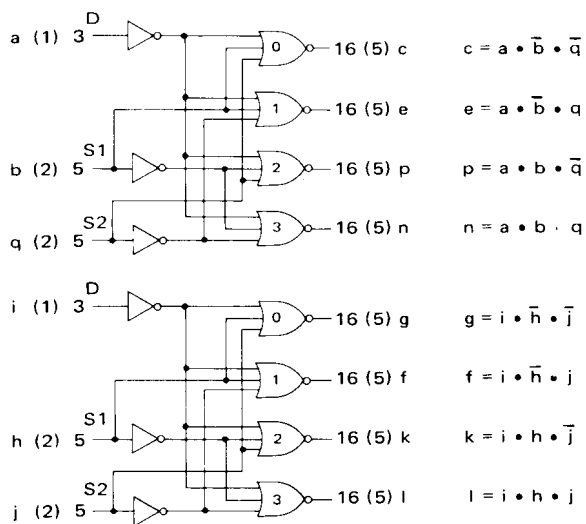 D
a (1) 3 0 16 (5) c c = a • b̅ • q̅
1 16 (5) e e = a • b̅ • q
S1
b (2) 5 2 16 (5) p p = a • b • q̅
S2
q (2) 5 3 16 (5) n n = a • b · q
D
i (1) 3 0 16 (5) g g = i • h̅ • j̅
1 16 (5) f f = i • h̅ • j
S1
h (2) 5 2 16 (5) k k = i • h • j̅
S2
j (2) 5 3 16 (5) l l = i • h • j